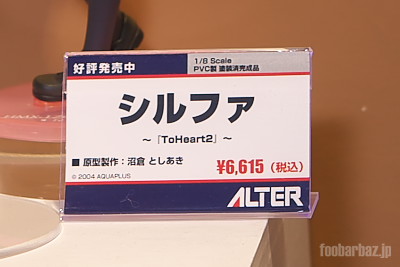 好評発売中
1/8 Scale
PVC製 塗装済完成品
シルファ
～『ToHeart2』～
■ 原型製作：沼倉 としあき
¥6,615（税込）
© 2004 AQUAPLUS
ALTER
foobarbaz.jp